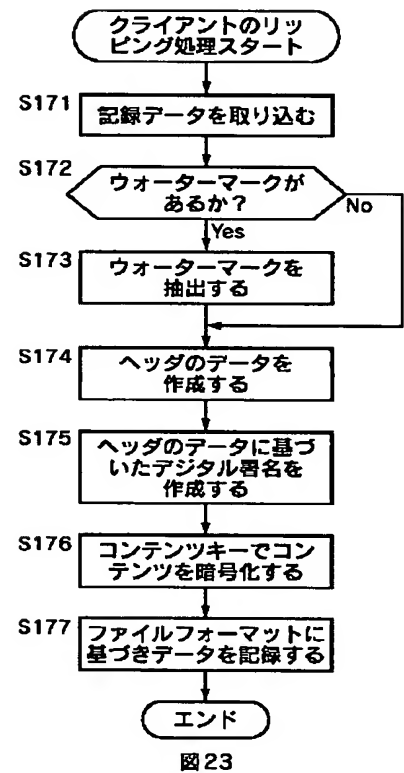 クライアントのリッ
ピング処理スタート
S171
記録データを取り込む
S172
ウォーターマークが
あるか？
No
Yes
S173
ウォーターマークを
抽出する
S174
ヘッダのデータを
作成する
S175
ヘッダのデータに基づ
いたデジタル署名を
作成する
S176
コンテンツキーでコン
テンツを暗号化する
S177
ファイルフォーマットに
基づきデータを記録する
エンド
図23